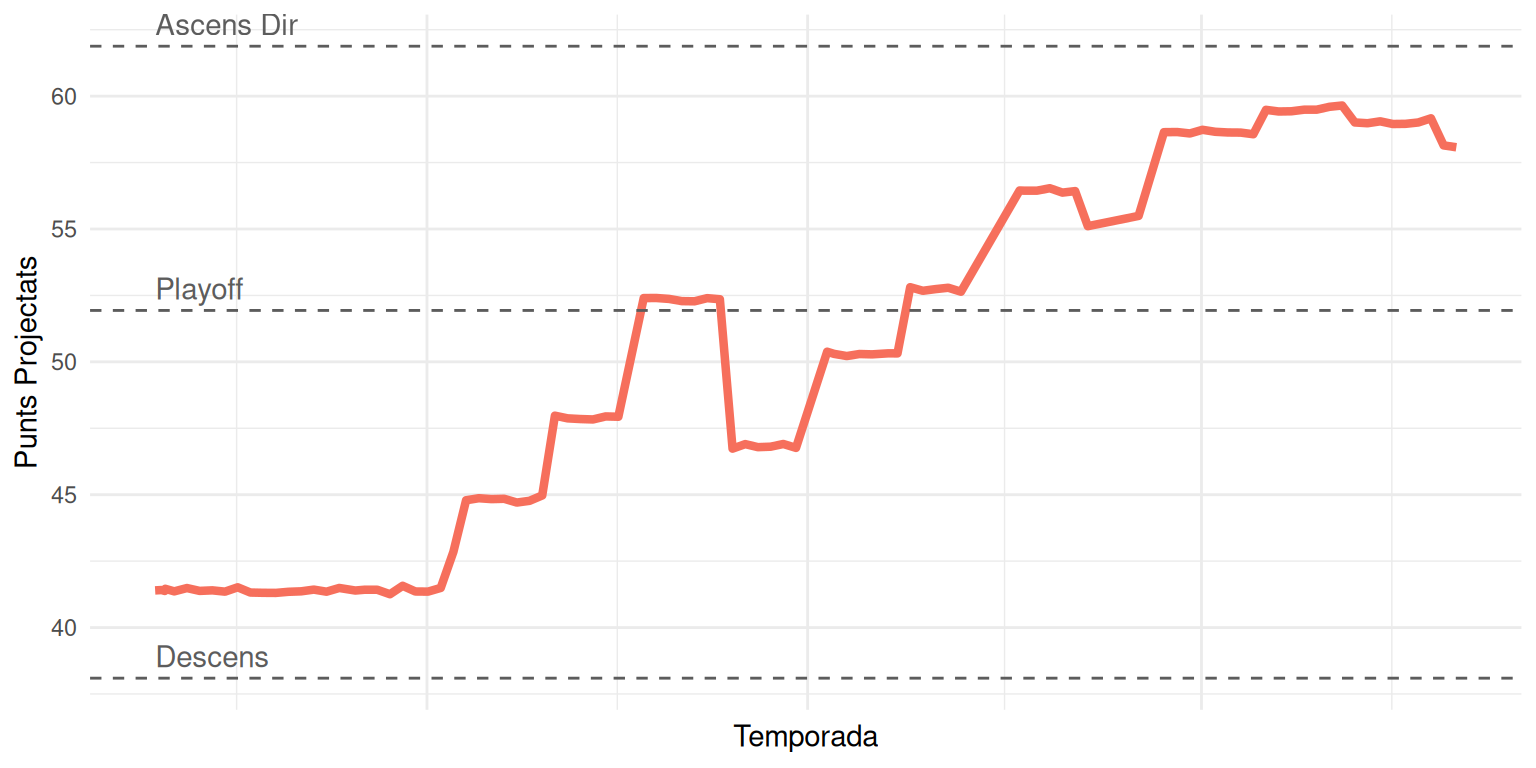 Ascens Dir
60
55
Playoff
50
45
40
Descens
Punts Projectats
Temporada